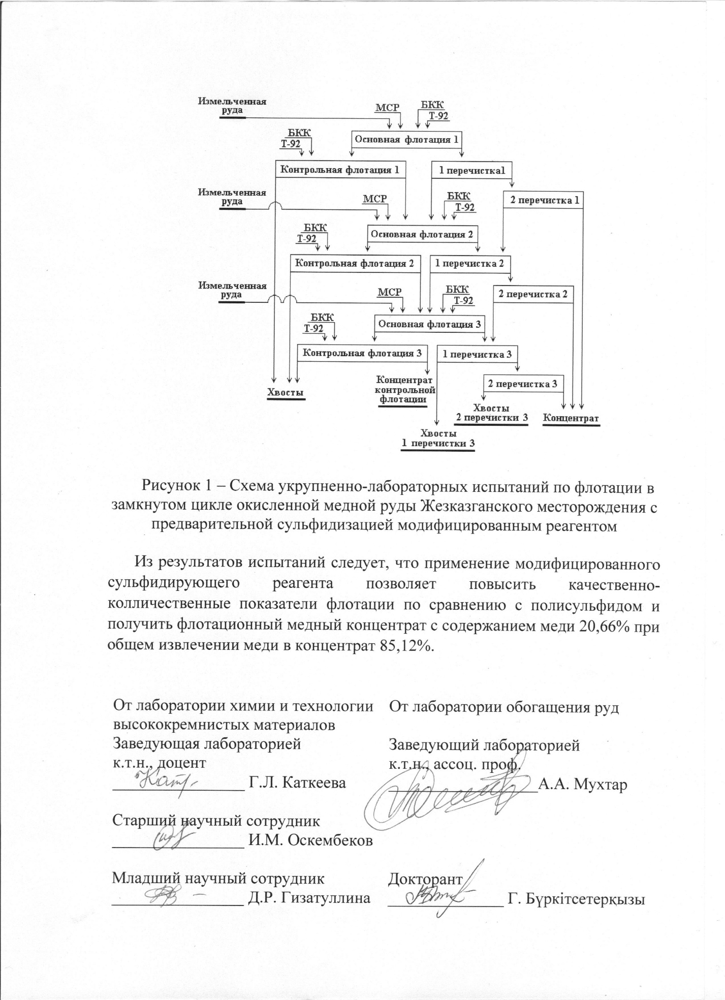 Измельченная
руда
МСР
БКК
Т-92
БКК
Т-92
Основная флотация 1
Контрольная флотация 1
1 перечистка1
Измельченная
руда
МСР
БКК
Т-92
2 перечистка 1
БКК
Т-92
Основная флотация 2
Контрольная флотация 2
1 перечистка 2
Измельченная
руда
МСР
БКК
Т-92
2 перечистка 2
БКК
Т-92
Основная флотация 3
Контрольная флотация 3
1 перечистка 3
Концентрат
контрольной
флотации
2 перечистка 3
Хвосты
Хвосты
2 перечистки 3
Концентрат
Хвосты
1 перечистки 3
Рисунок 1 – Схема укрупненно-лабораторных испытаний по флотации в
замкнутом цикле окисленной медной руды Жезказганского месторождения с
предварительной сульфидизацией модифицированным реагентом
Из результатов испытаний следует, что применение модифицированного
сульфидирующего реагента позволяет повысить качественно-
колличественные показатели флотации по сравнению с полисульфидом и
получить флотационный медный концентрат с содержанием меди 20,66% при
общем извлечении меди в концентрат 85,12%.
От лаборатории химии и технологии
высококремнистых материалов
Заведующая лабораторией
к.т.н., доцент
Г.Л. Каткеева
От лаборатории обогащения руд
Заведующий лабораторией
к.т.н., ассоц. проф.
А.А. Мухтар
Старший научный сотрудник
И.М. Оскембеков
Младший научный сотрудник
Д.Р. Гизатуллина
Докторант
Г. Бүркітсетерқызы